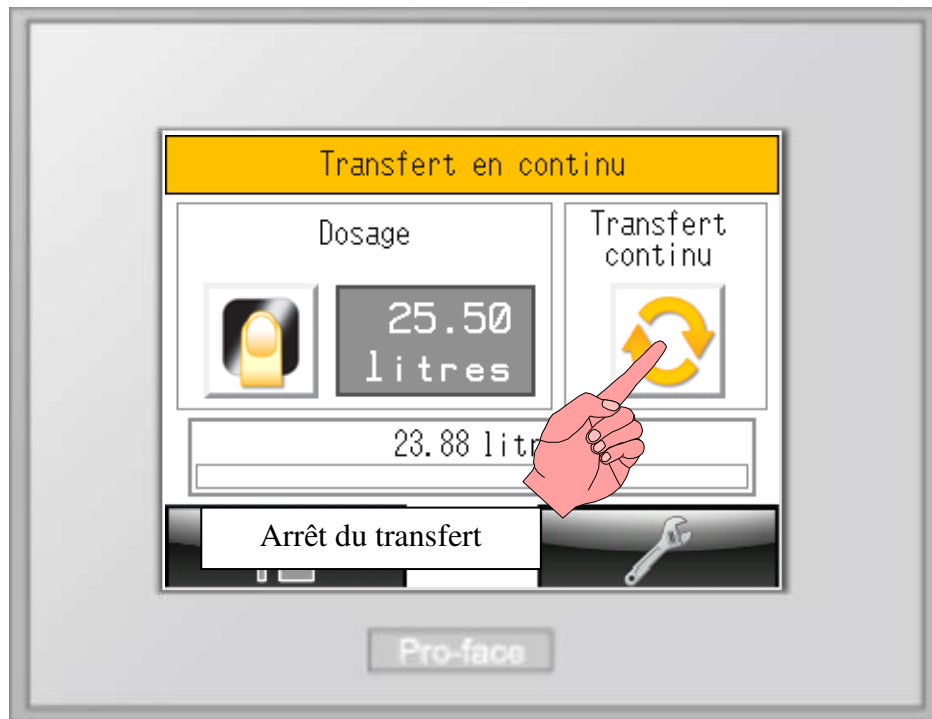 Transfert en continu
Dosage
Transfert
continu
25.50
litres
23.88 litr
Arrêt du transfert
Pro-face